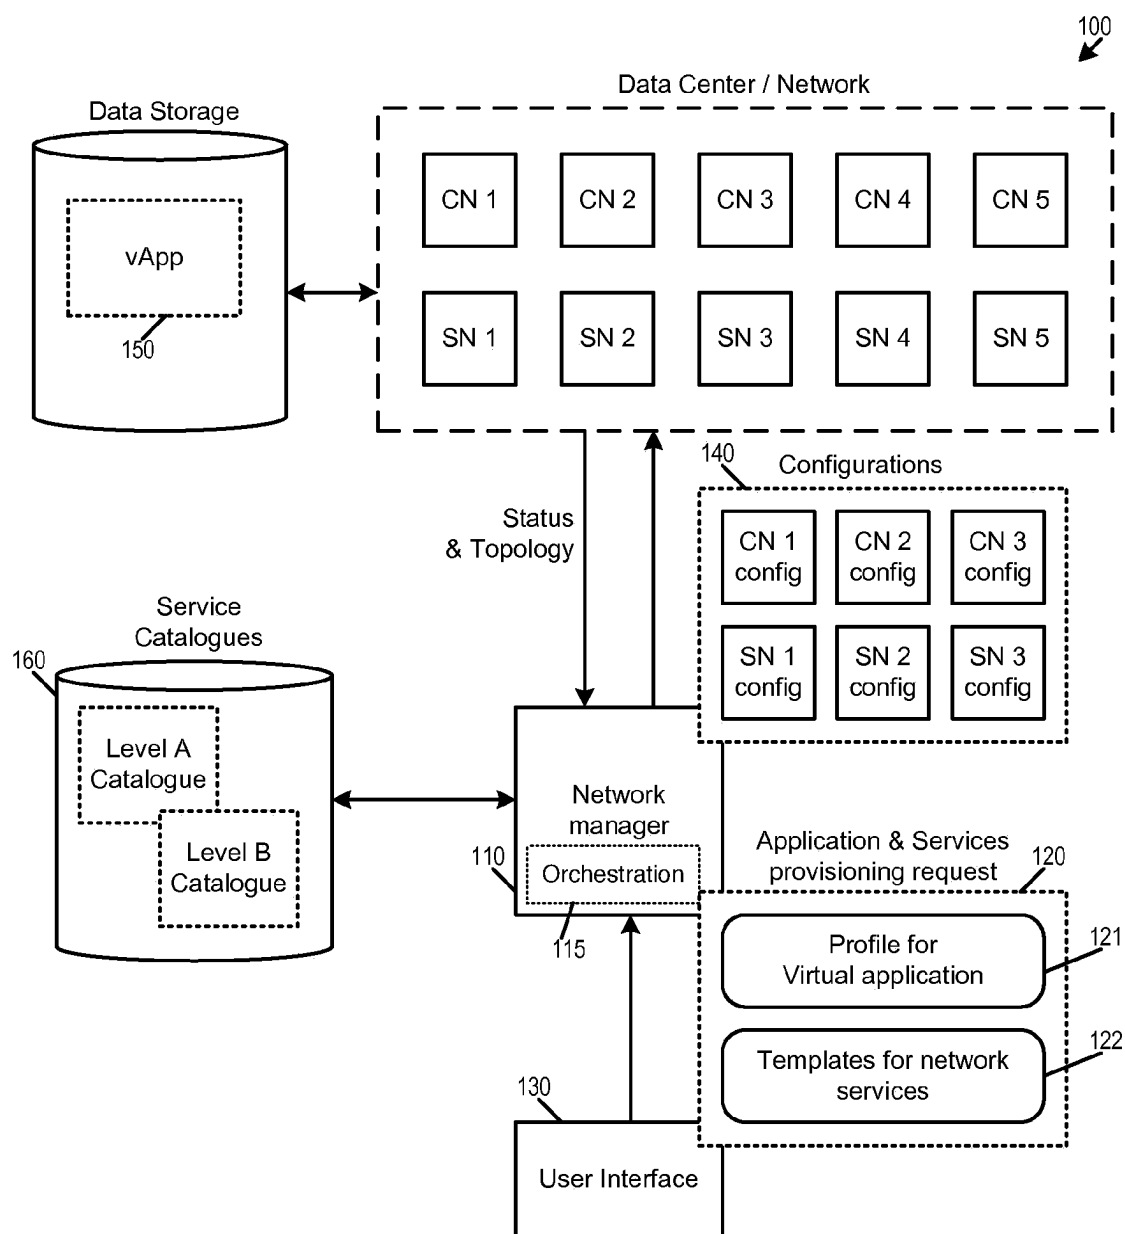 100
Data Center / Network
Data Storage
CN 1
CN 2
CN 3
CN 4
CN 5
vApp
150
SN 1
SN 2
SN 3
SN 4
SN 5
140
Configurations
Status
& Topology
CN 1
config
CN 2
config
CN 3
config
SN 1
config
SN 2
config
SN 3
config
Service
Catalogues
160
Level A
Catalogue
Level B
Catalogue
Network
manager
110
Orchestration
115
Application & Services
provisioning request
120
Profile for
Virtual application
121
Templates for network
services
122
130
User Interface